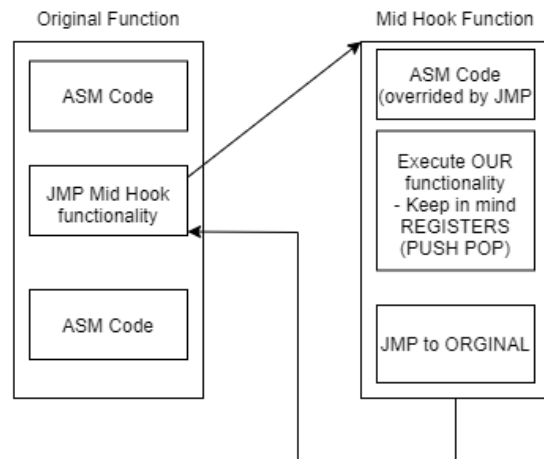 Original Function
ASM Code
JMP Mid Hook
functionality
ASM Code
Mid Hook Function
ASM Code
(overrided by JMP
Execute OUR
functionality
- Keep in mind
REGISTERS
(PUSH POP)
JMP to ORGINAL